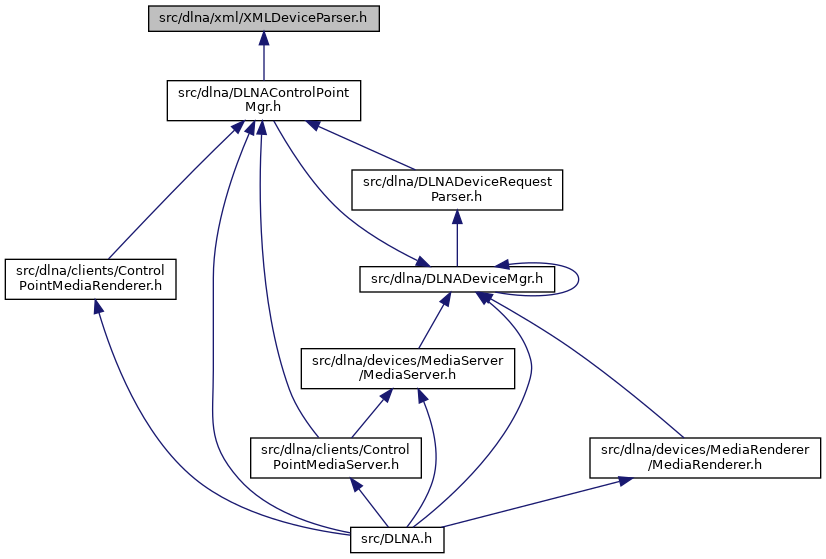 src/dlna/xml/XMLDeviceParser.h
src/dlna/DLNAControlPoint
Mgr.h
src/dlna/DLNADeviceRequest
Parser.h
src/dlna/clients/Control
PointMediaRenderer.h
src/dlna/DLNADeviceMgr.h
src/dlna/devices/MediaServer
/MediaServer.h
src/dlna/clients/Control
PointMediaServer.h
src/dlna/devices/MediaRenderer
/MediaRenderer.h
src/DLNA.h